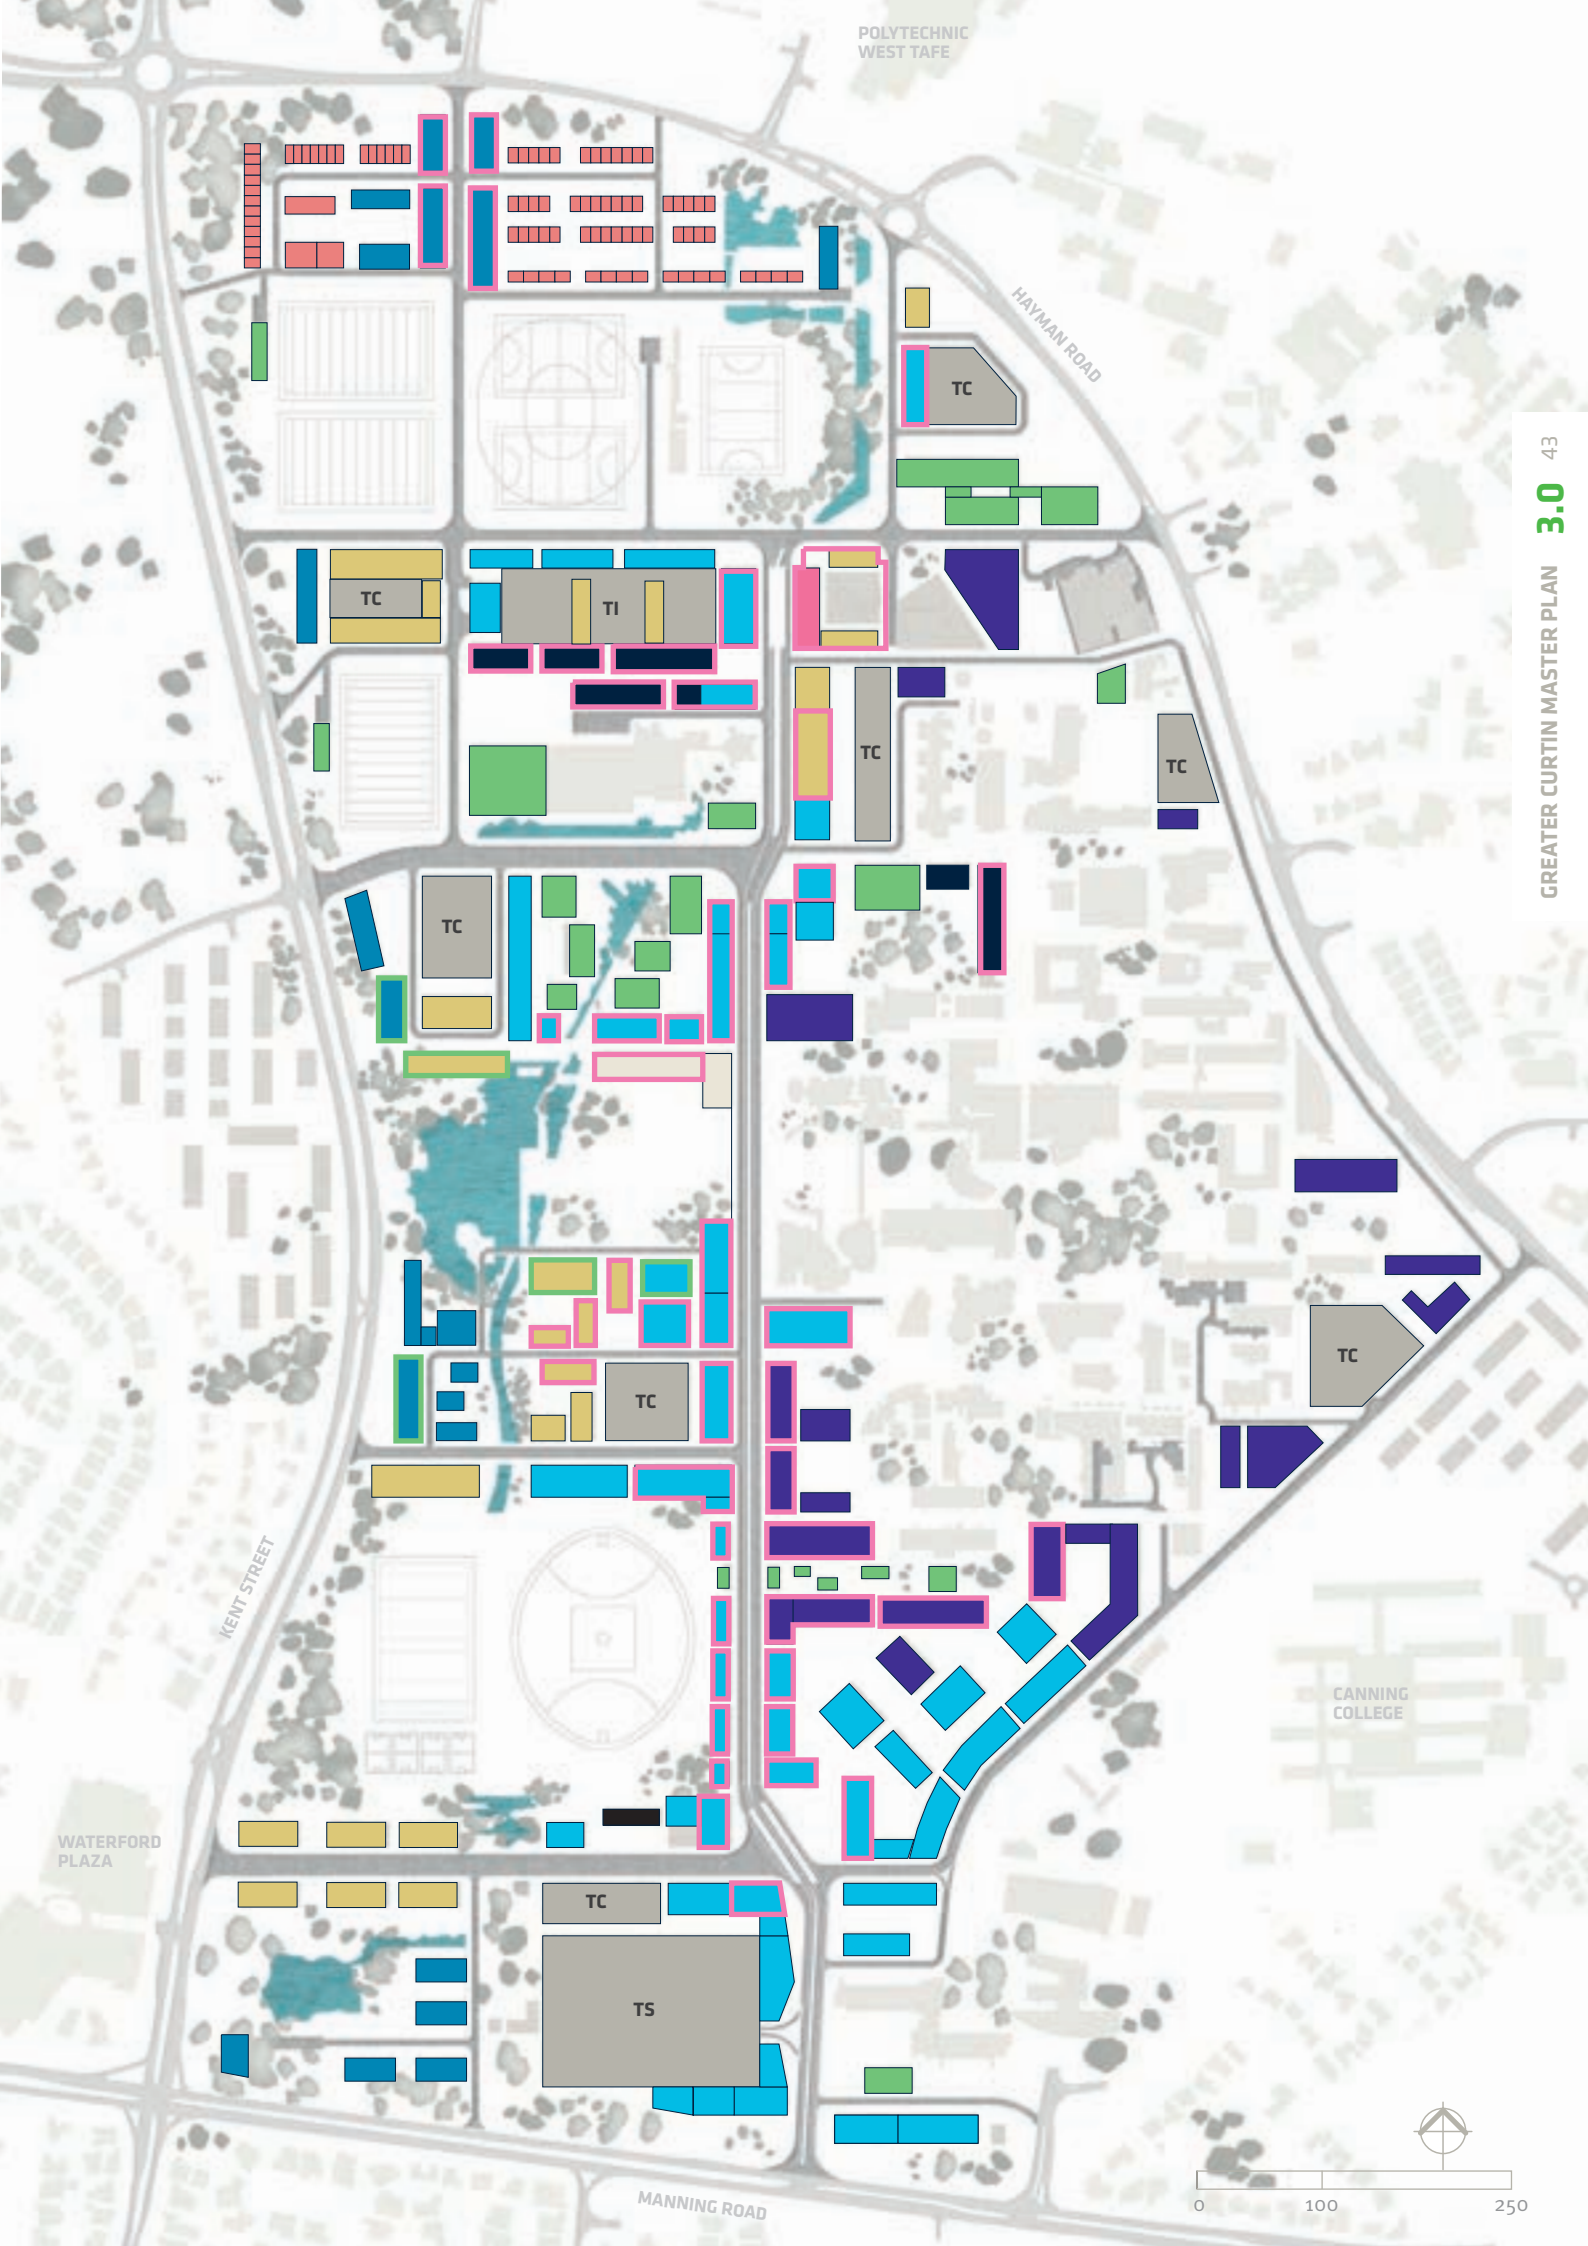 POLYTECHNIC
WEST TAFE
HAYMAN ROAD
TC
GREATER CURTIN MASTER PLAN 3.0 43
TC
TI
TC
TC
TC
TC
TC
KENT STREET
CANNING
COLLEGE
WATERFORD
PLAZA
TC
TS
MANNING ROAD
0 100 250